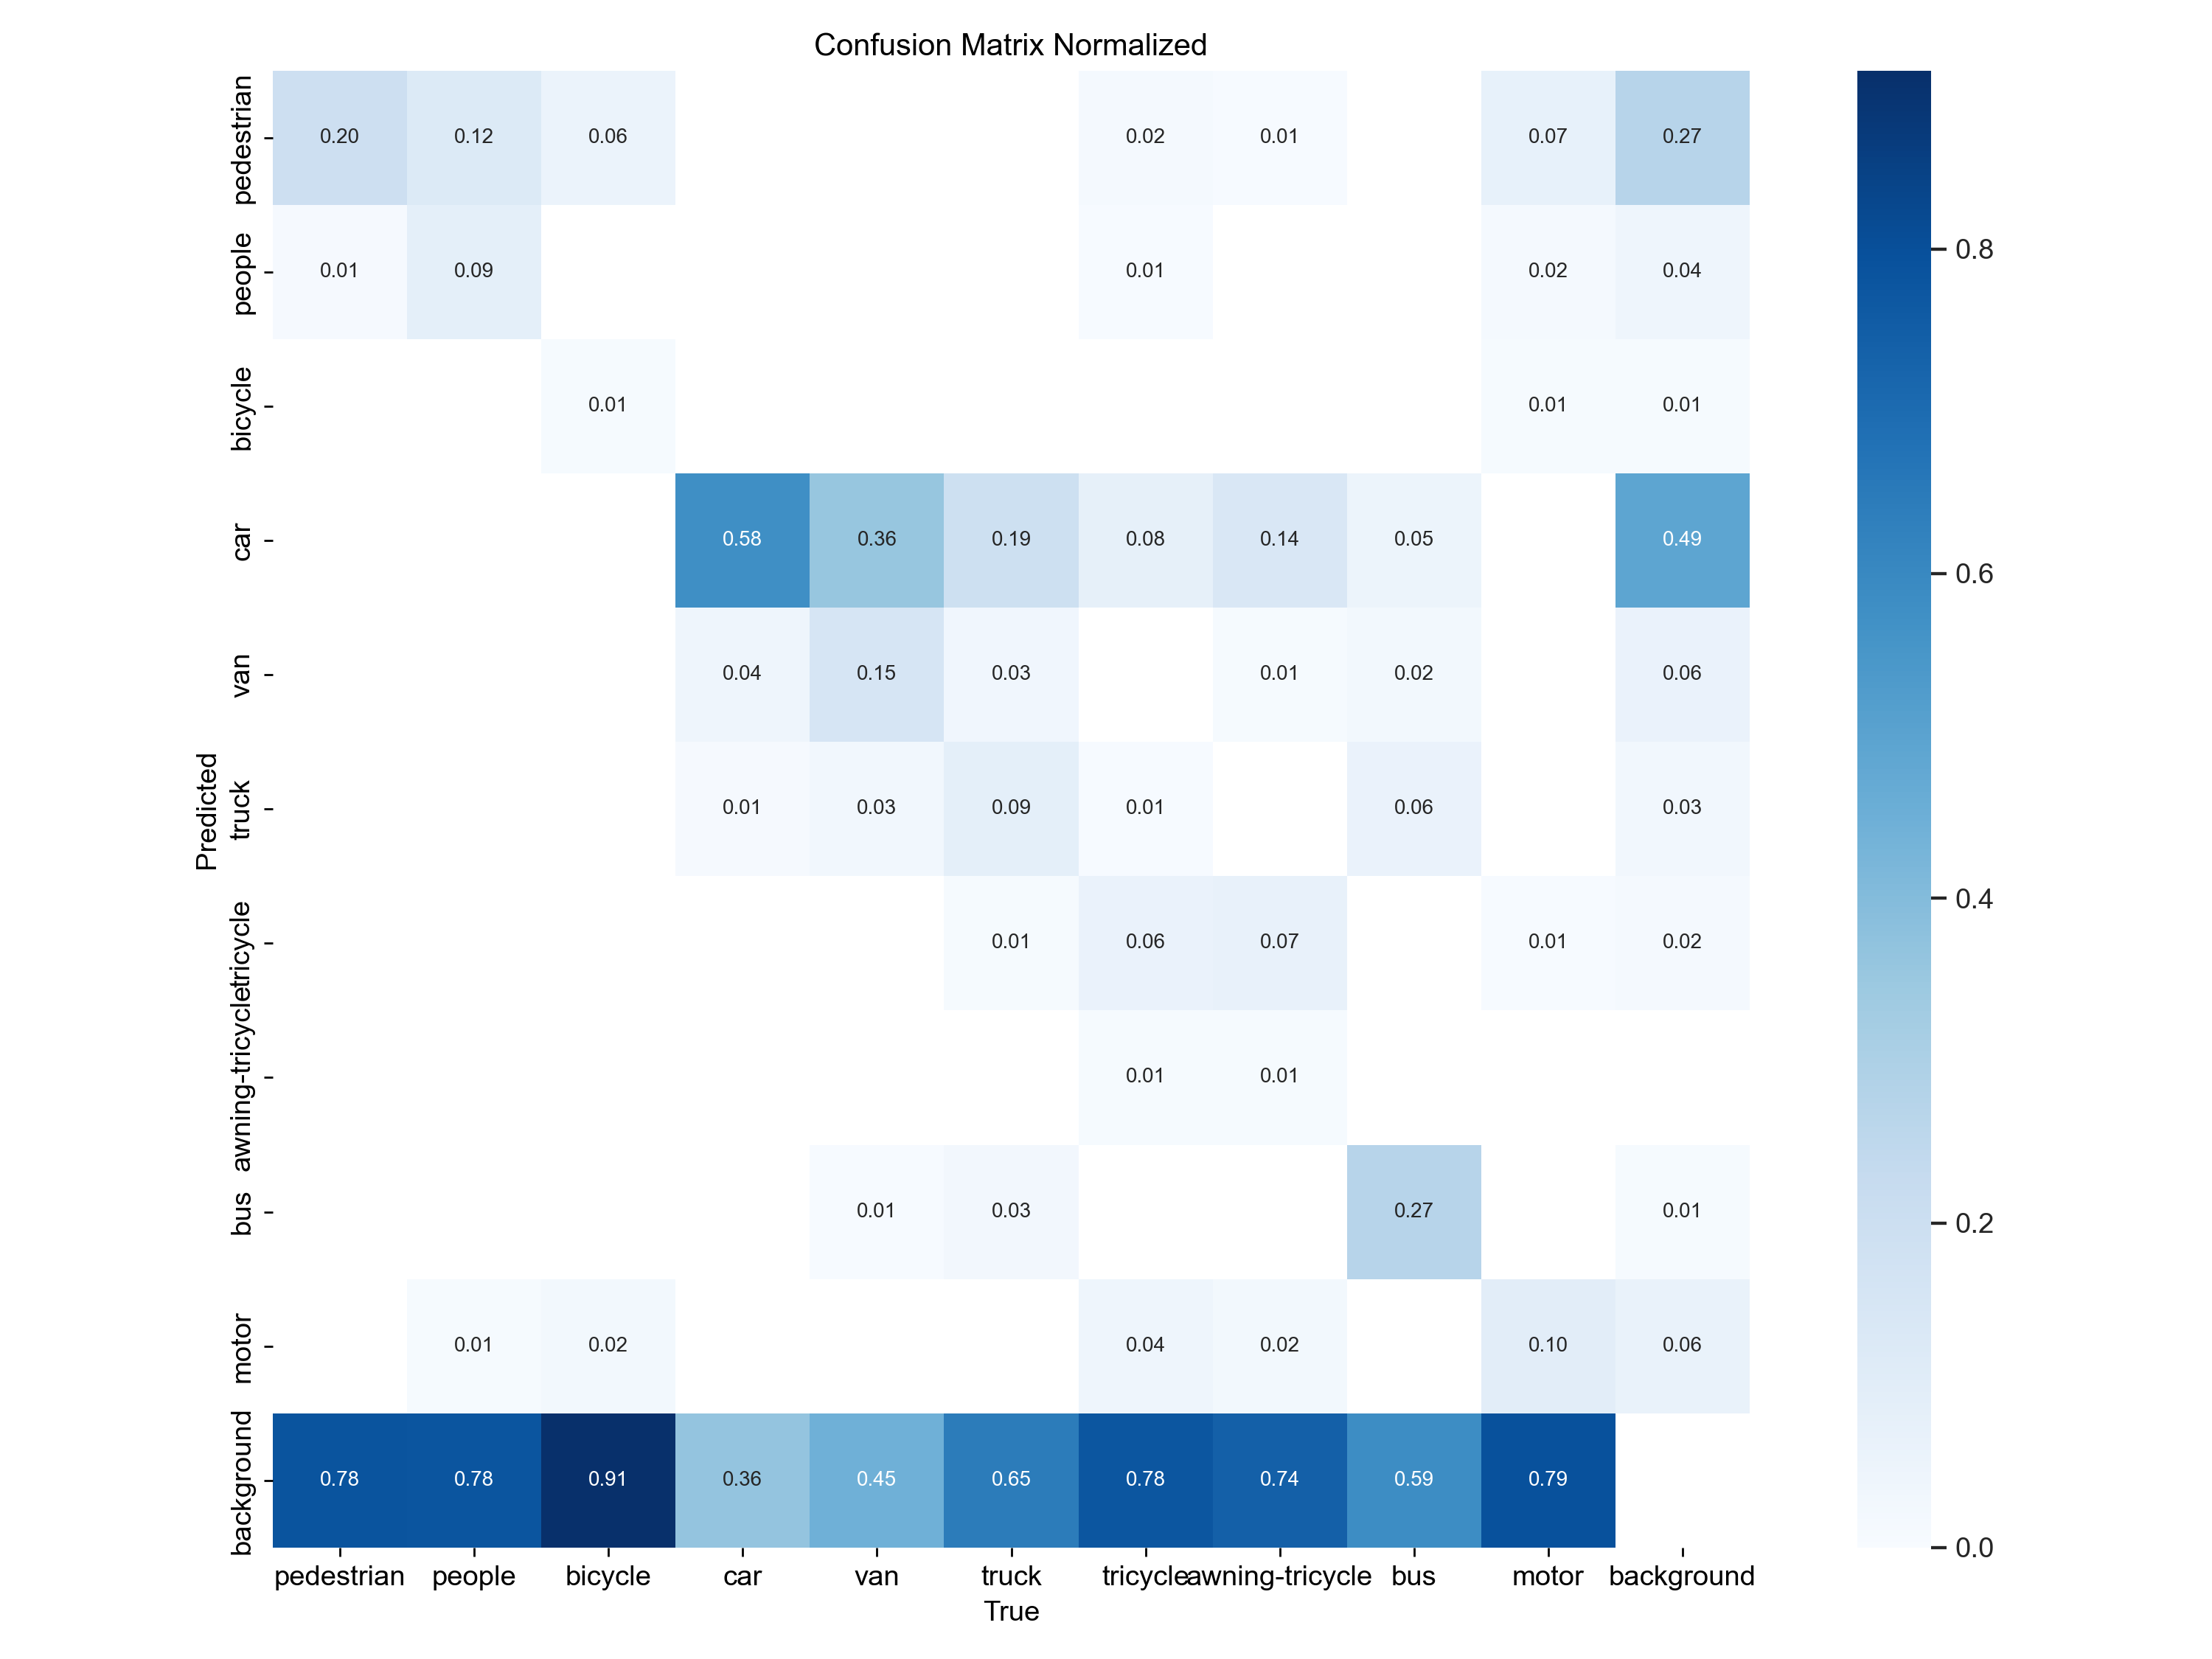 Confusion Matrix Normalized
pedestrian 0.20 0.12 0.06 0.02 0.01 0.07 0.27
people 0.01 0.09 0.01 0.02 0.04
bicycle 0.01 0.01 0.01
car 0.58 0.36 0.19 0.08 0.14 0.05 0.49
van 0.04 0.15 0.03 0.01 0.02 0.06
truck 0.01 0.03 0.09 0.01 0.06 0.03
tricycle 0.01 0.06 0.07 0.01 0.02
awning-tricycle 0.01 0.01
bus 0.01 0.03 0.27 0.01
motor 0.01 0.02 0.04 0.02 0.10 0.06
background 0.78 0.78 0.91 0.36 0.45 0.65 0.78 0.74 0.59 0.79
Predicted
pedestrian people bicycle car van truck tricycle awning-tricycle bus motor background
True
0.8
0.6
0.4
0.2
0.0